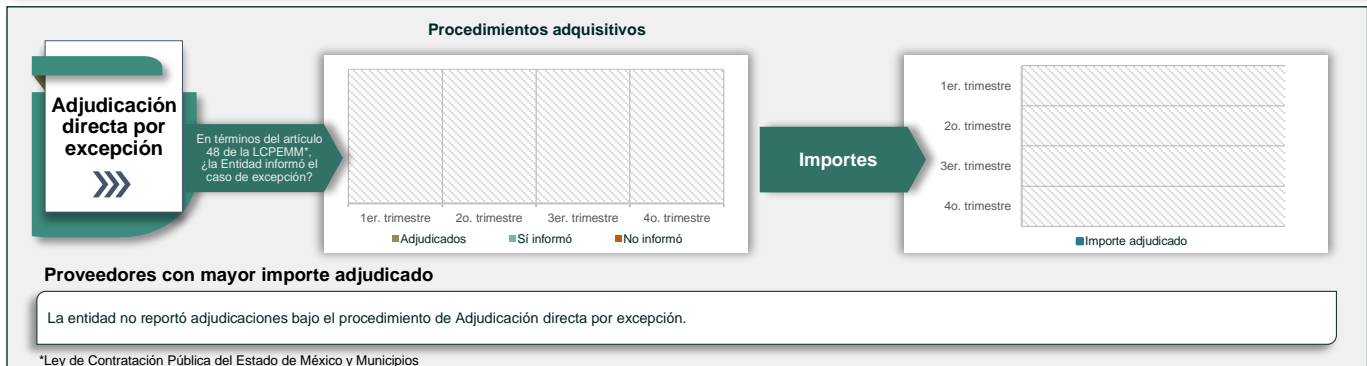 Procedimientos adquisitivos
Adjudicación
directa por
excepción
En términos del artículo
48 de la LCPEMM*,
¿la Entidad informó el
caso de excepción?
1er. trimestre 2o. trimestre 3er. trimestre 4o. trimestre
Adjudicados Sí informó No informó
Importes
1er. trimestre
2o. trimestre
3er. trimestre
4o. trimestre
Importe adjudicado
Proveedores con mayor importe adjudicado
La entidad no reportó adjudicaciones bajo el procedimiento de Adjudicación directa por excepción.
*Ley de Contratación Pública del Estado de México y Municipios